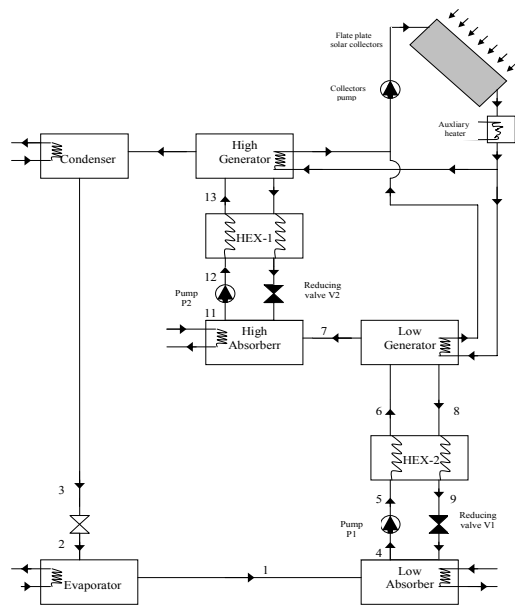 Flate plate
solar collectors
Collectors
pump
Auxliary
heater
Condenser
High
Generator
13
HEX-1
12
Pump
P2
Reducing
valve V2
11
High
Absorberr
7
Low
Generator
6
8
HEX-2
3
5
9
Pump
P1
Reducing
valve V1
2
4
1
Evaporator
Low
Absorber